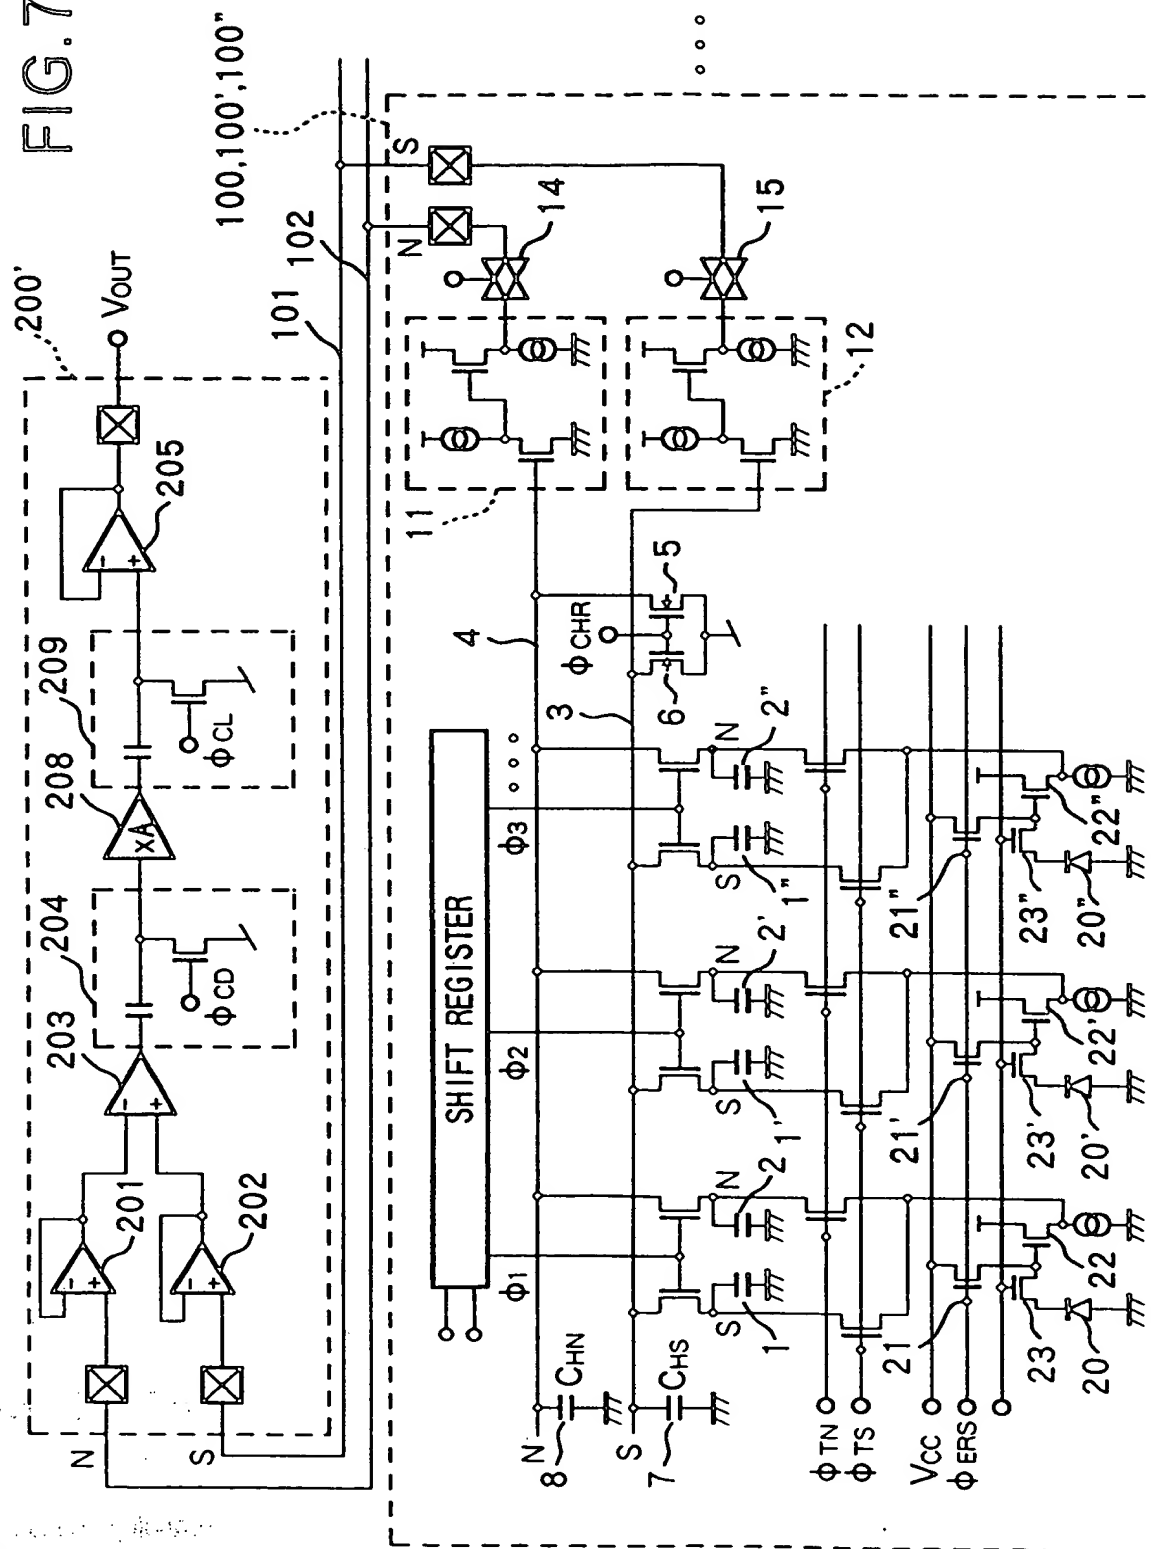 FIG. 7
200'
VOUT
100,100',100"
201
202
203
204
ΦCD
208
xA
209
ΦCL
205
-
+
-
+
-
+
-
+
N
S
101
102
N
S
14
15
11
12
SHIFT REGISTER
Φ1
Φ2
Φ3
4
3
ΦCHR
6
5
N
8
CHN
S
7
CHS
S
1
N
2
S
1'
N
2'
S
1"
N
2"
ΦTN
ΦTS
VCC
ΦERS
21
21'
21"
23
20
22
23'
20'
22'
23"
20"
22"